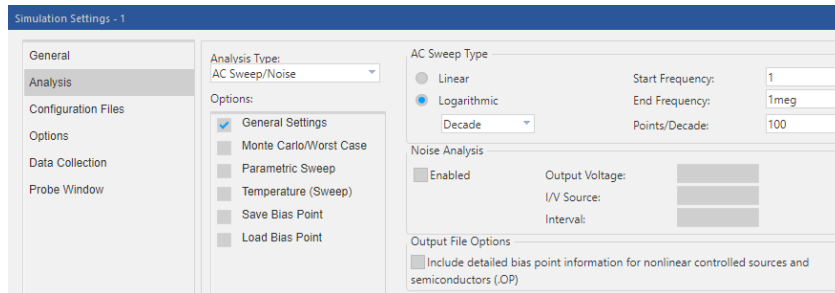 Simulation Settings - 1
General
Analysis
Configuration Files
Options
Data Collection
Probe Window
Analysis Type:
AC Sweep/Noise
Options:
General Settings
Monte Carlo/Worst Case
Parametric Sweep
Temperature (Sweep)
Save Bias Point
Load Bias Point
AC Sweep Type
Linear
Logarithmic
Decade
Start Frequency: 1
End Frequency: 1meg
Points/Decade: 100
Noise Analysis
Enabled
Output Voltage:
I/V Source:
Interval:
Output File Options
Include detailed bias point information for nonlinear controlled sources and
semiconductors (.OP)